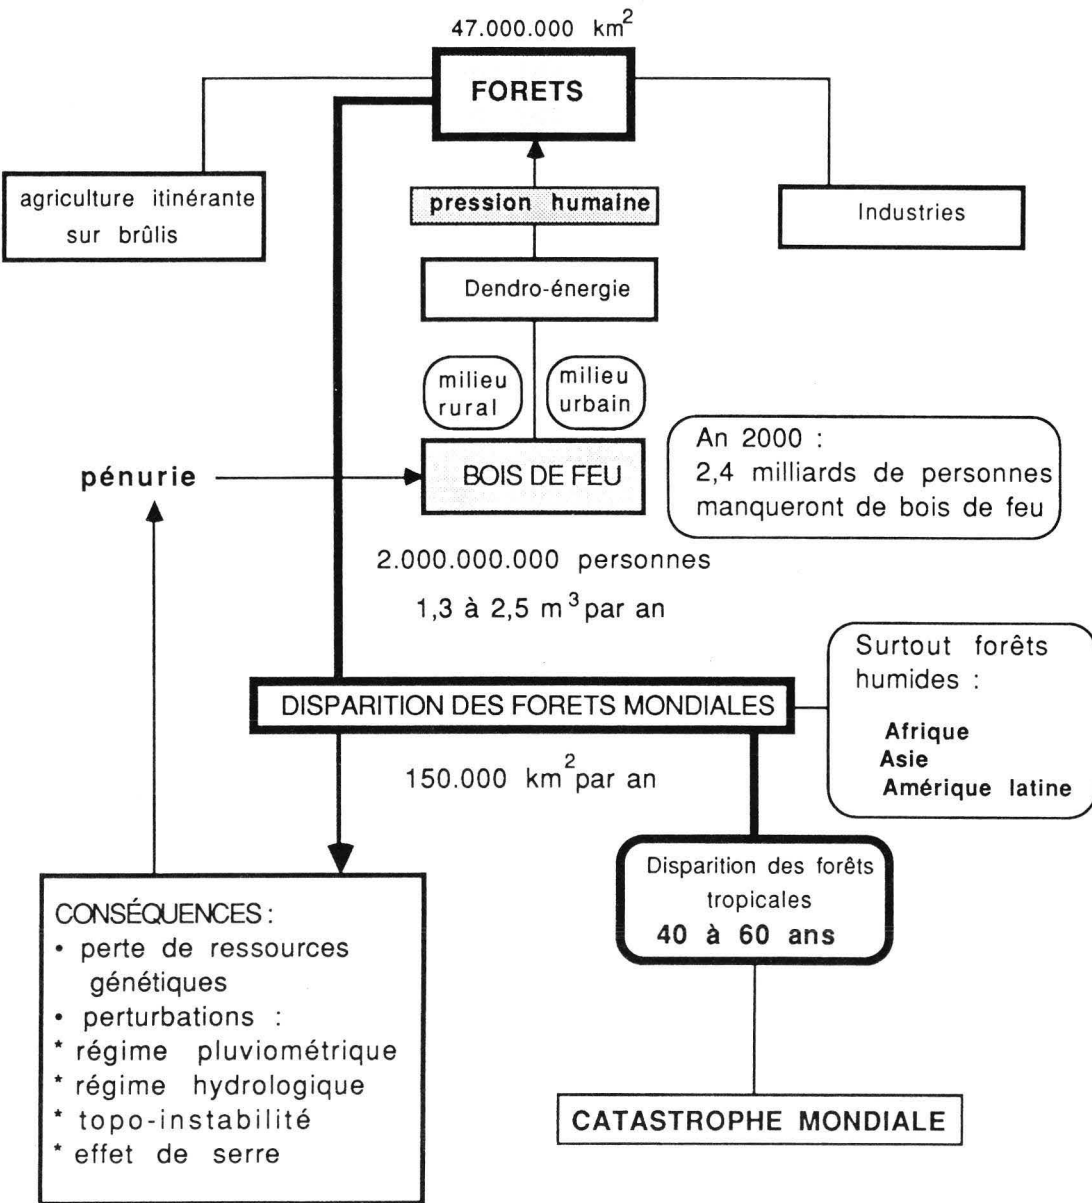 47.000.000 km²
FORETS
agriculture itinérante
sur brûlis
pression humaine
Industries
Dendro-énergie
milieu
rural
milieu
urbain
pénurie
BOIS DE FEU
An 2000 :
2,4 milliards de personnes
manqueront de bois de feu
2.000.000.000 personnes
1,3 à 2,5 m³ par an
DISPARITION DES FORETS MONDIALES
Surtout forêts
humides :
Afrique
Asie
Amérique latine
150.000 km² par an
Disparition des forêts
tropicales
40 à 60 ans
CONSÉQUENCES :
• perte de ressources
génétiques
• perturbations :
* régime pluviométrique
* régime hydrologique
* topo-instabilité
* effet de serre
CATASTROPHE MONDIALE